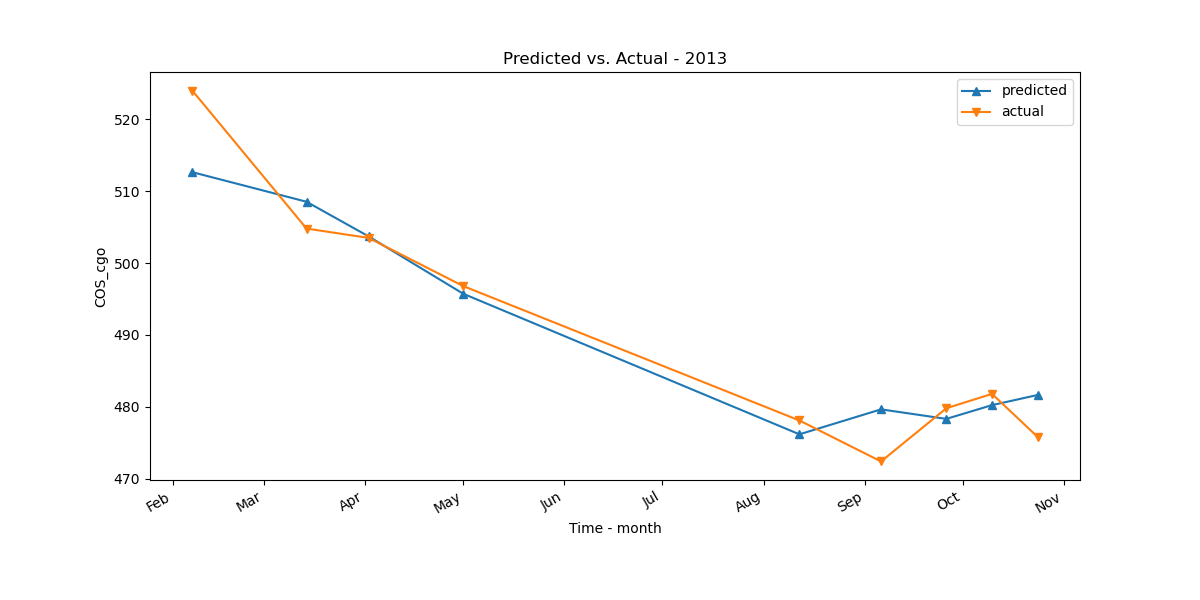 Predicted vs. Actual - 2013
predicted
actual
520
510
500
490
480
470
COS_cgo
Feb
Mar
Apr
May
Jun
Jul
Aug
Sep
Oct
Nov
Time - month